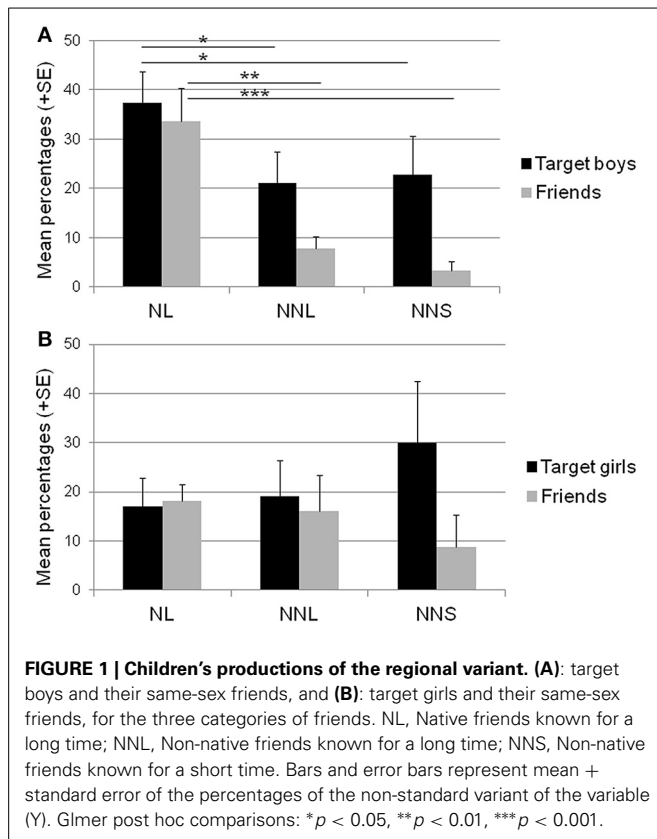 A
50
40
30
20
10
0
Mean percentages (+SE)
*
*
**
***
Target boys
Friends
NL NNL NNS
B
50
40
30
20
10
0
Mean percentages (+SE)
Target girls
Friends
NL NNL NNS
FIGURE 1 | Children's productions of the regional variant. (A): target
boys and their same-sex friends, and (B): target girls and their same-sex
friends, for the three categories of friends. NL, Native friends known for a
long time; NNL, Non-native friends known for a long time; NNS, Non-native
friends known for a short time. Bars and error bars represent mean +
standard error of the percentages of the non-standard variant of the variable
(Y). Glmer post hoc comparisons: *p < 0.05, **p < 0.01, ***p < 0.001.